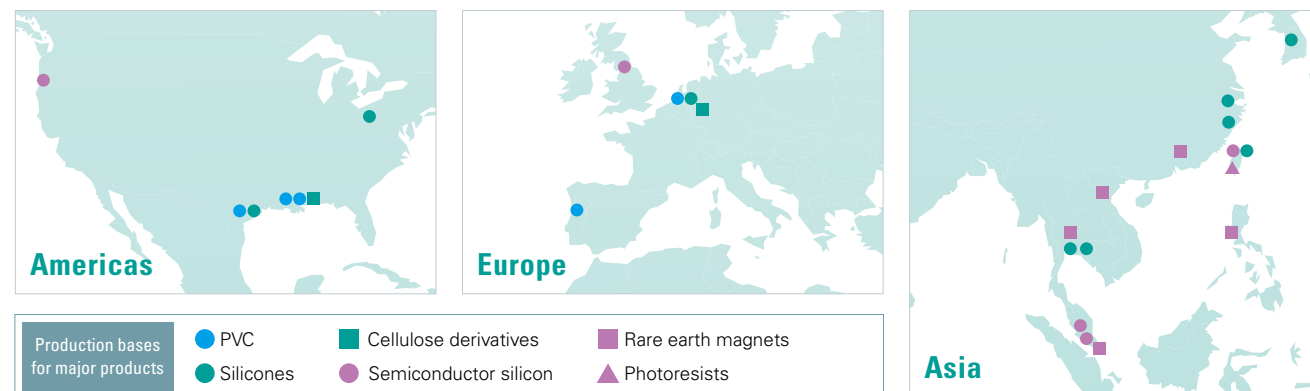 Americas
Europe
Asia
Production bases
for major products
PVC
Cellulose derivatives
Rare earth magnets
Silicones
Semiconductor silicon
Photoresists